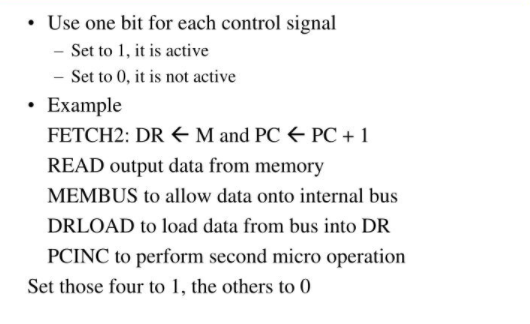 • Use one bit for each control signal
– Set to 1, it is active
– Set to 0, it is not active
• Example
FETCH2: DR ← M and PC ← PC + 1
READ output data from memory
MEMBUS to allow data onto internal bus
DRLOAD to load data from bus into DR
PCINC to perform second micro operation
Set those four to 1, the others to 0